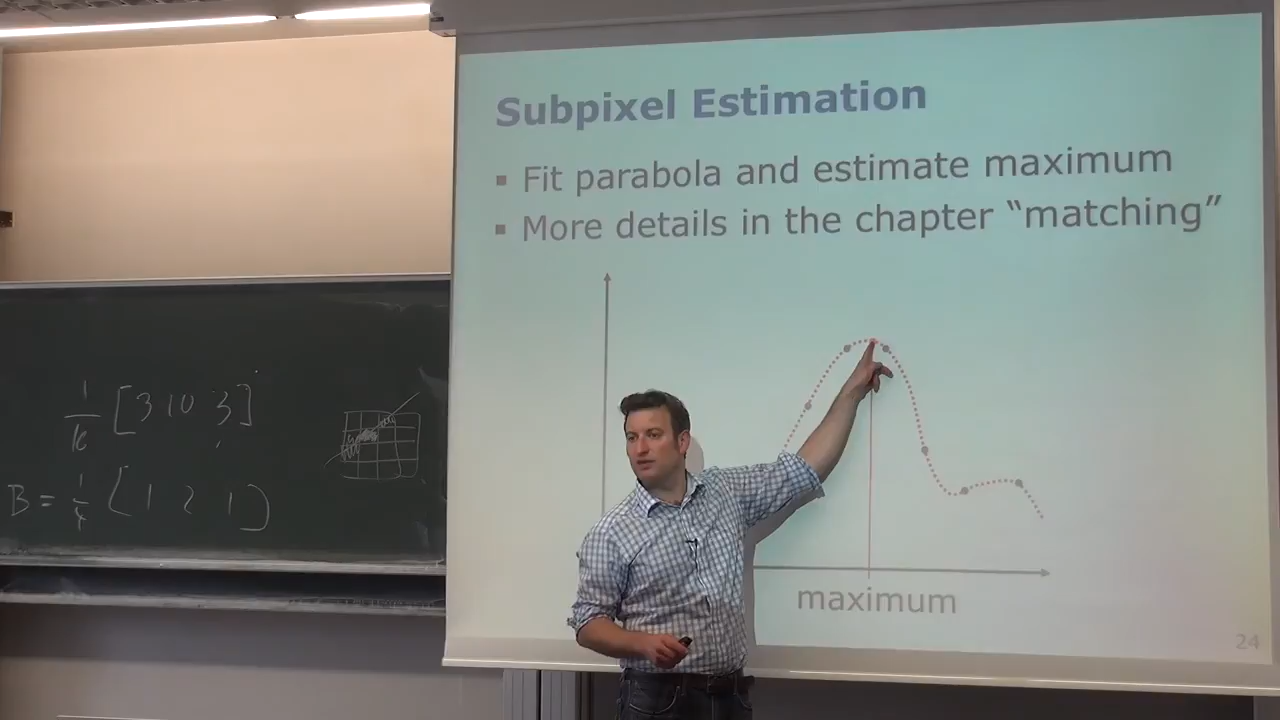 Subpixel Estimation
▪ Fit parabola and estimate maximum
▪ More details in the chapter “matching”
maximum
24
1/16 [3 10 3]
B = 1/4 (1 2 1)